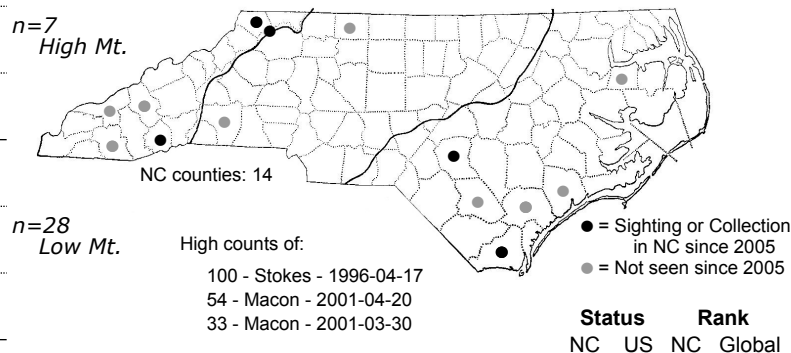 n=7
High Mt.
NC counties: 14
n=28
Low Mt.
High counts of:
100 - Stokes - 1996-04-17
54 - Macon - 2001-04-20
33 - Macon - 2001-03-30
= Sighting or Collection
in NC since 2005
= Not seen since 2005
Status Rank
NC US NC Global